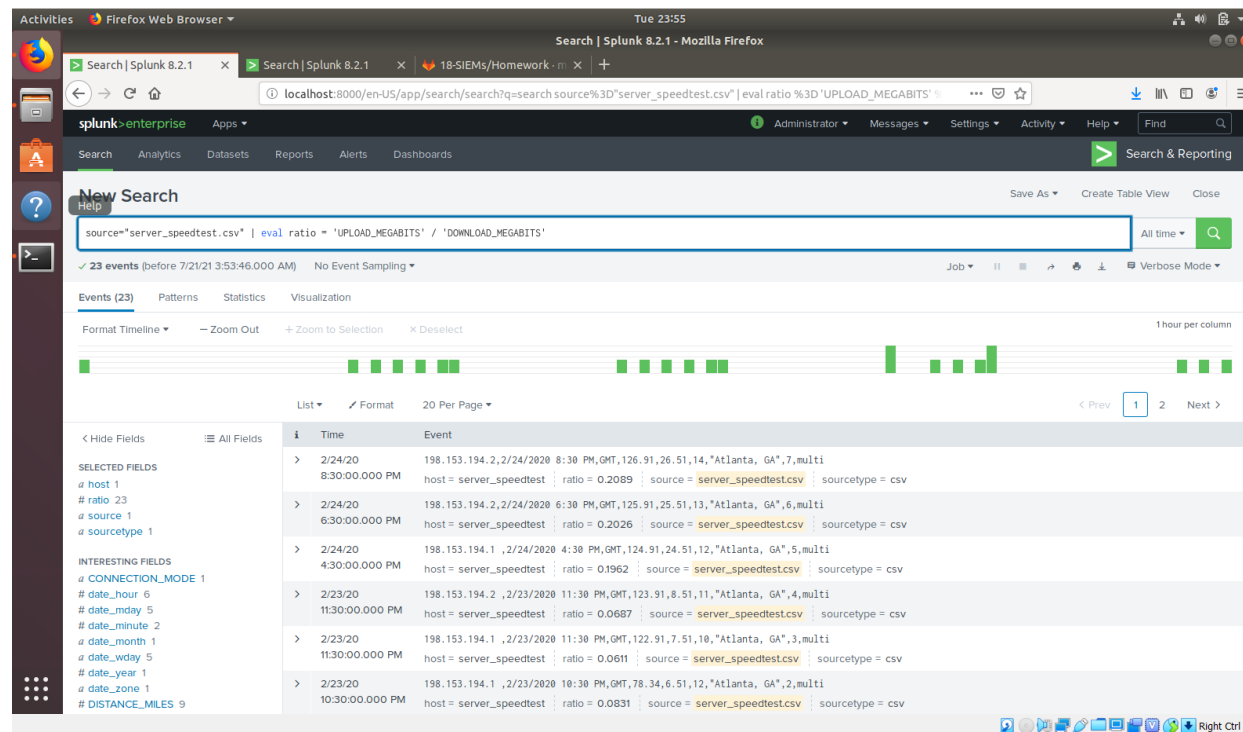 Activities Firefox Web Browser Tue 23:55
Search | Splunk 8.2.1 - Mozilla Firefox
Search | Splunk 8.2.1 Search | Splunk 8.2.1 18-SIEMs/Homework · m
localhost:8000/en-US/app/search/search?q=search source%3D"server_speedtest.csv" | eval ratio %3D 'UPLOAD_MEGABITS'
splunk>enterprise Apps Administrator Messages Settings Activity Help Find
Search Analytics Datasets Reports Alerts Dashboards Search & Reporting
New Search Save As Create Table View Close
Help
source="server_speedtest.csv" | eval ratio = 'UPLOAD_MEGABITS' / 'DOWNLOAD_MEGABITS' All time
23 events (before 7/21/21 3:53:46.000 AM) No Event Sampling Job Verbose Mode
Events (23) Patterns Statistics Visualization
Format Timeline — Zoom Out + Zoom to Selection × Deselect 1 hour per column
List Format 20 Per Page < Prev 1 2 Next >
< Hide Fields All Fields
SELECTED FIELDS
a host 1
# ratio 23
a source 1
a sourcetype 1
INTERESTING FIELDS
a CONNECTION_MODE 1
# date_hour 6
# date_mday 5
# date_minute 2
a date_month 1
a date_wday 5
# date_year 1
a date_zone 1
# DISTANCE_MILES 9
i Time Event
> 2/24/20 198.153.194.2,2/24/2020 8:30 PM,GMT,126.91,26.51,14,"Atlanta, GA",7,multi
8:30:00.000 PM host = server_speedtest ratio = 0.2089 source = server_speedtest.csv sourcetype = csv
> 2/24/20 198.153.194.2,2/24/2020 6:30 PM,GMT,125.91,25.51,13,"Atlanta, GA",6,multi
6:30:00.000 PM host = server_speedtest ratio = 0.2026 source = server_speedtest.csv sourcetype = csv
> 2/24/20 198.153.194.1 ,2/24/2020 4:30 PM,GMT,124.91,24.51,12,"Atlanta, GA",5,multi
4:30:00.000 PM host = server_speedtest ratio = 0.1962 source = server_speedtest.csv sourcetype = csv
> 2/23/20 198.153.194.2 ,2/23/2020 11:30 PM,GMT,123.91,8.51,11,"Atlanta, GA",4,multi
11:30:00.000 PM host = server_speedtest ratio = 0.0687 source = server_speedtest.csv sourcetype = csv
> 2/23/20 198.153.194.1 ,2/23/2020 11:30 PM,GMT,122.91,7.51,10,"Atlanta, GA",3,multi
11:30:00.000 PM host = server_speedtest ratio = 0.0611 source = server_speedtest.csv sourcetype = csv
> 2/23/20 198.153.194.1 ,2/23/2020 10:30 PM,GMT,78.34,6.51,12,"Atlanta, GA",2,multi
10:30:00.000 PM host = server_speedtest ratio = 0.0831 source = server_speedtest.csv sourcetype = csv
Right Ctrl